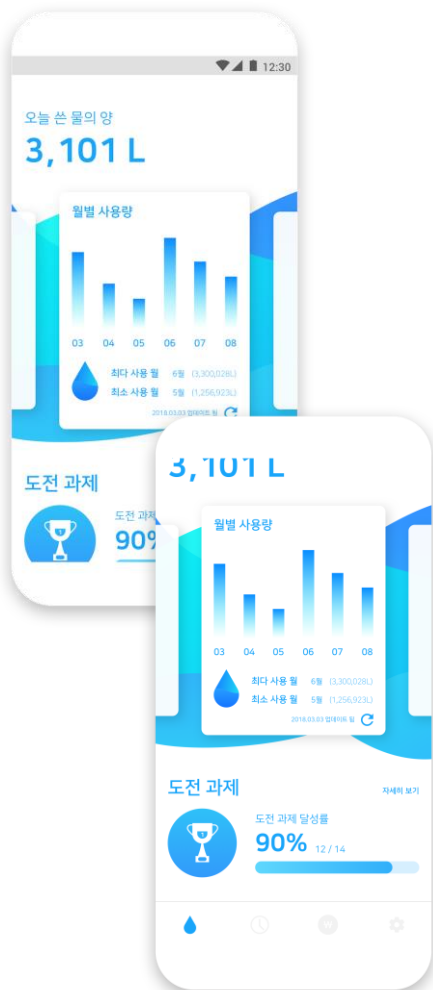 12:30
오늘 쓴 물의 양
3,101 L
월별 사용량
03 04 05 06 07 08
최다 사용 월 6월 (3,300,028L)
최소 사용 월 5월 (1,256,923L)
2018.03.03 업데이트 됨
도전 과제
도전 과제
90%
3,101 L
월별 사용량
03 04 05 06 07 08
최다 사용 월 6월 (3,300,028L)
최소 사용 월 5월 (1,256,923L)
2018.03.03 업데이트 됨
도전 과제 자세히 보기
1
도전 과제 달성률
90% 12 / 14
W